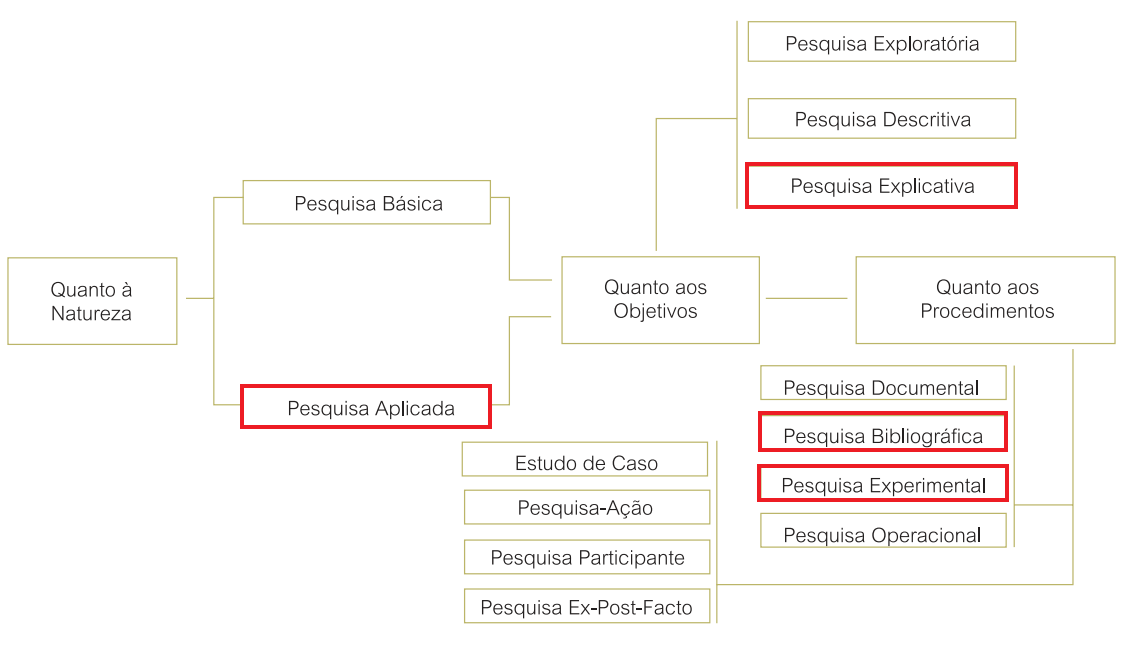 Pesquisa Exploratória
Pesquisa Descritiva
Pesquisa Explicativa
Pesquisa Básica
Quanto à
Natureza
Quanto aos
Objetivos
Quanto aos
Procedimentos
Pesquisa Aplicada
Pesquisa Documental
Pesquisa Bibliográfica
Pesquisa Experimental
Pesquisa Operacional
Estudo de Caso
Pesquisa-Ação
Pesquisa Participante
Pesquisa Ex-Post-Facto